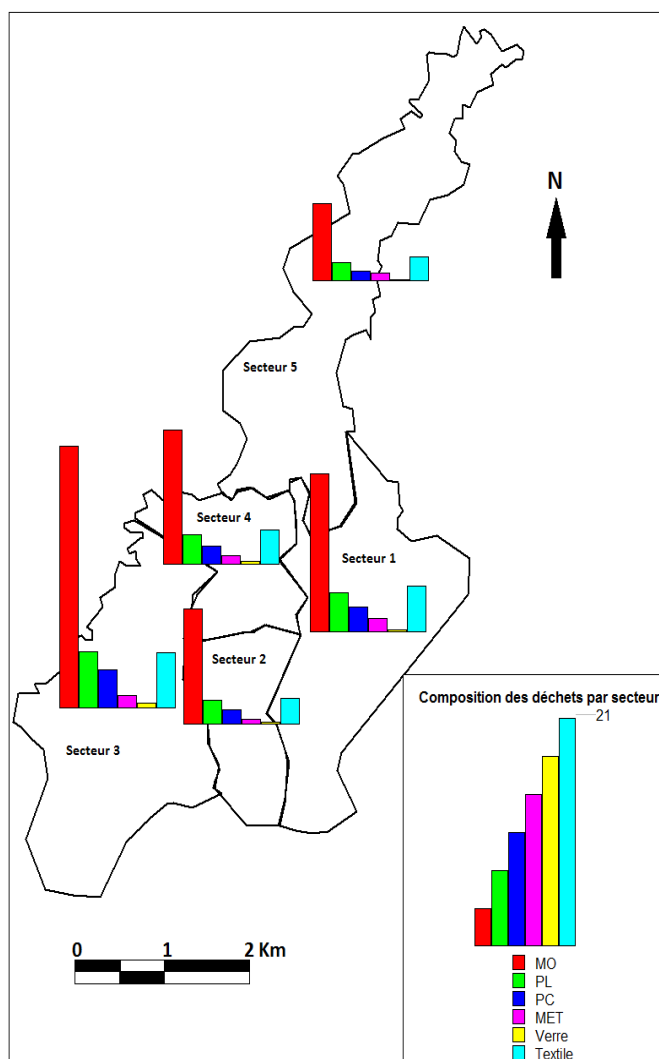 N
Secteur 5
Secteur 4
Secteur 1
Secteur 2
Secteur 3
Composition des déchets par secteur
21
0 1 2 Km
MO
PL
PC
MET
Verre
Textile